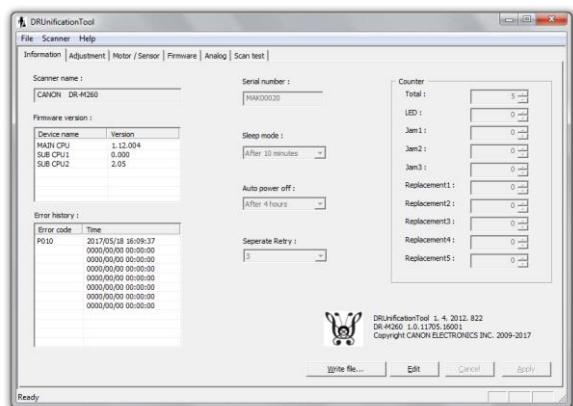 DRUnificationTool
File Scanner Help
Information Adjustment Motor / Sensor Firmware Analog Scan test
Scanner name :
CANON DR-M260
Firmware version :
Device name Version
MAIN CPU 1.12.004
SUB CPU1 0.000
SUB CPU2 2.05
Error history :
Error code Time
P010 2017/05/18 16:09:37
0000/00/00 00:00:00
0000/00/00 00:00:00
0000/00/00 00:00:00
0000/00/00 00:00:00
0000/00/00 00:00:00
0000/00/00 00:00:00
0000/00/00 00:00:00
Serial number :
MAK00020
Sleep mode :
After 10 minutes
Auto power off :
After 4 hours
Seperate Retry :
3
Counter
Total : 5
LED : 0
Jam1 : 0
Jam2 : 0
Jam3 : 0
Replacement1 : 0
Replacement2 : 0
Replacement3 : 0
Replacement4 : 0
Replacement5 : 0
DRUnificationTool 1. 4. 2012. 822
DR-M260 1.0.11705.16001
Copyright CANON ELECTRONICS INC. 2009-2017
Write file... Edit Cancel Apply
Ready